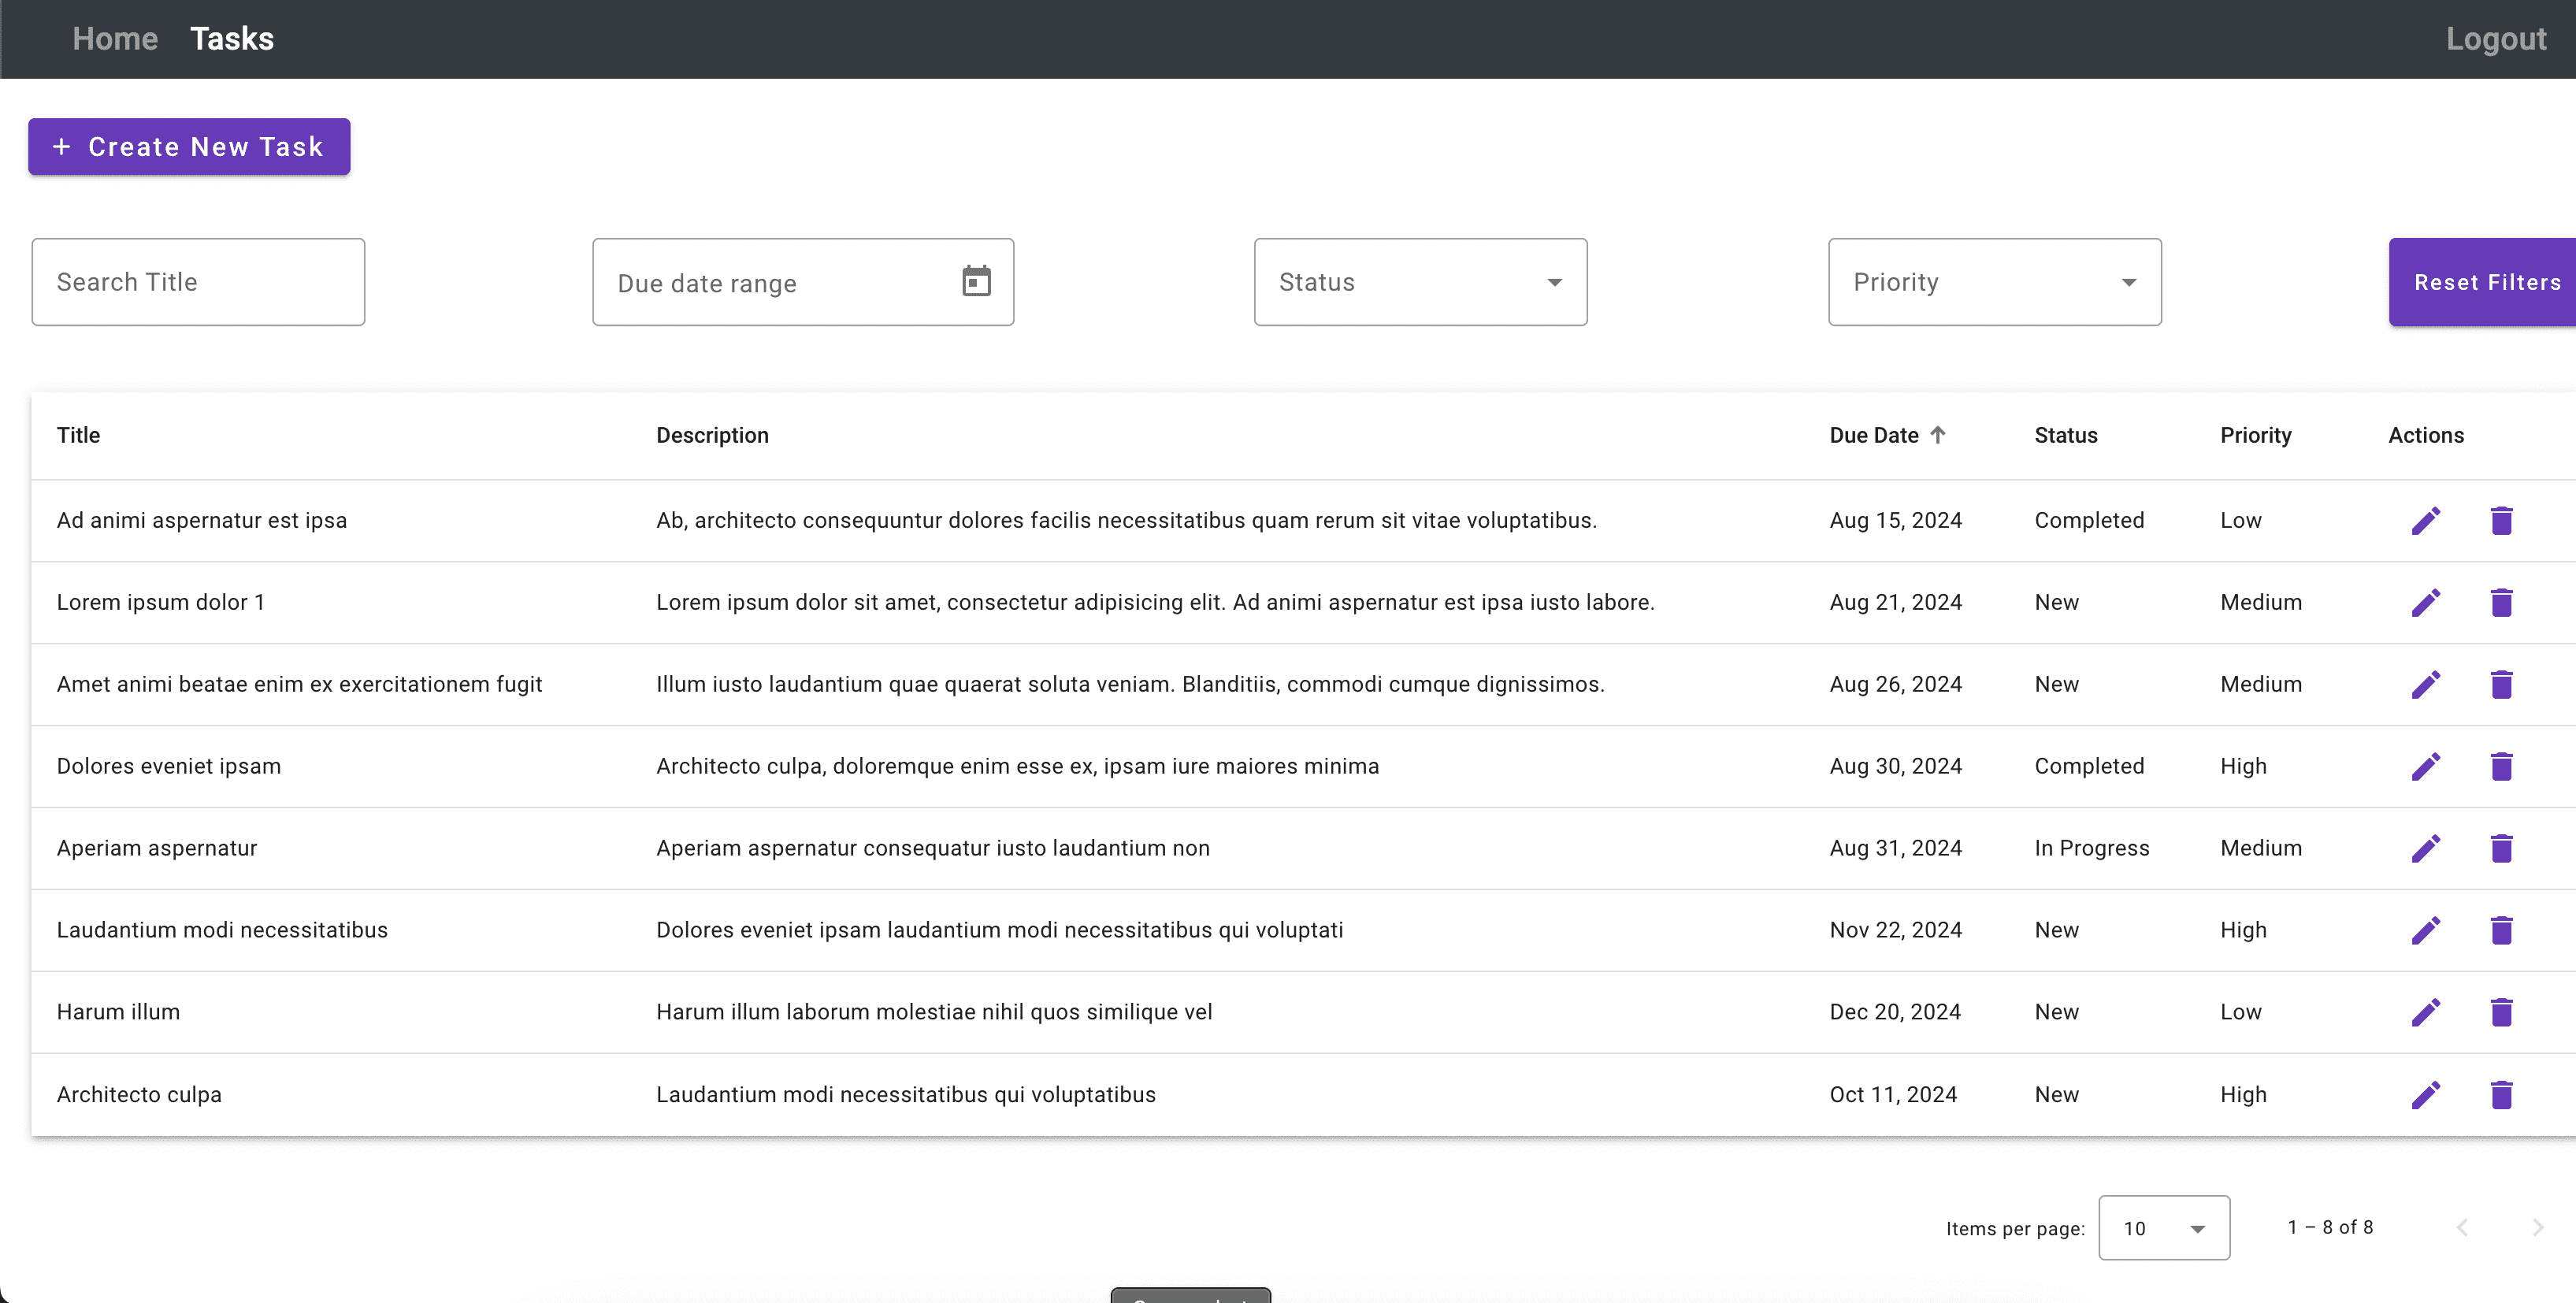 Home Tasks Logout
+ Create New Task
Search Title Due date range Status Priority Reset Filters
Title Description Due Date Status Priority Actions
Ad animi aspernatur est ipsa Ab, architecto consequuntur dolores facilis necessitatibus quam rerum sit vitae voluptatibus. Aug 15, 2024 Completed Low
Lorem ipsum dolor 1 Lorem ipsum dolor sit amet, consectetur adipisicing elit. Ad animi aspernatur est ipsa iusto labore. Aug 21, 2024 New Medium
Amet animi beatae enim ex exercitationem fugit Illum iusto laudantium quae quaerat soluta veniam. Blanditiis, commodi cumque dignissimos. Aug 26, 2024 New Medium
Dolores eveniet ipsam Architecto culpa, doloremque enim esse ex, ipsam iure maiores minima Aug 30, 2024 Completed High
Aperiam aspernatur Aperiam aspernatur consequatur iusto laudantium non Aug 31, 2024 In Progress Medium
Laudantium modi necessitatibus Dolores eveniet ipsam laudantium modi necessitatibus qui voluptati Nov 22, 2024 New High
Harum illum Harum illum laborum molestiae nihil quos similique vel Dec 20, 2024 New Low
Architecto culpa Laudantium modi necessitatibus qui voluptatibus Oct 11, 2024 New High
Items per page: 10 1 – 8 of 8